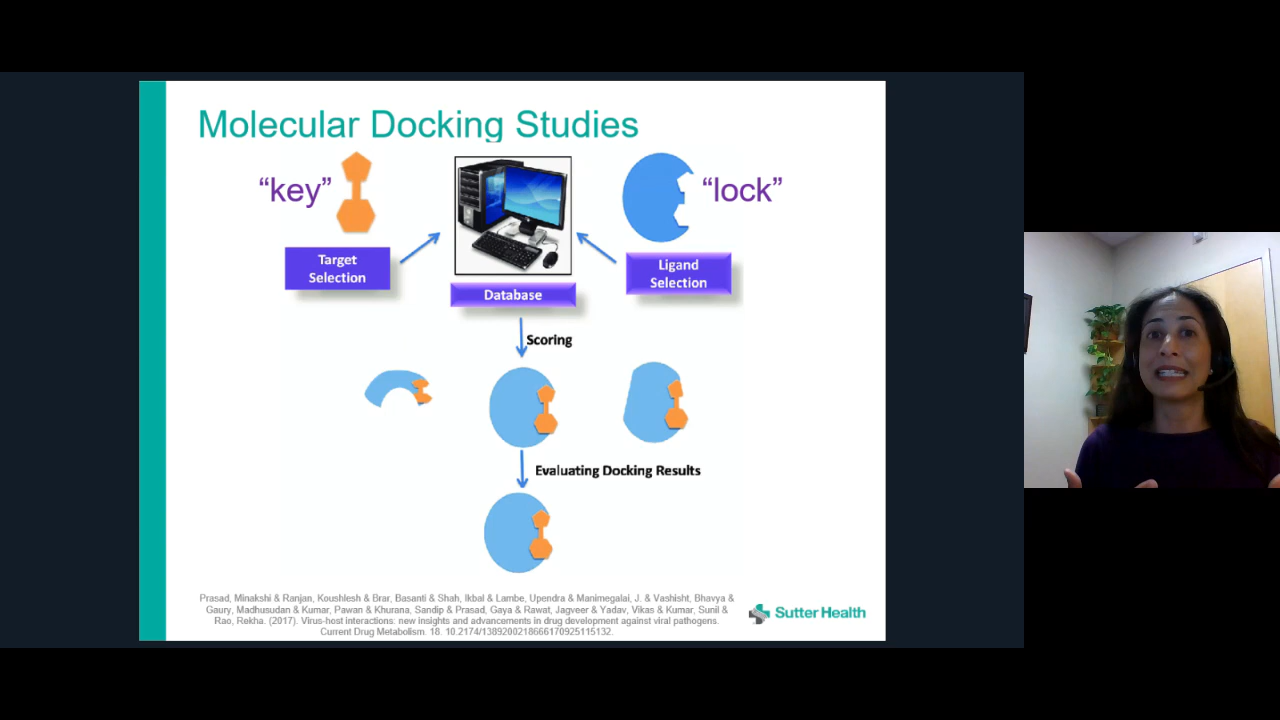 Molecular Docking Studies
“key”
“lock”
Target
Selection
Ligand
Selection
Database
Scoring
Evaluating Docking Results
Prasad, Minakshi & Ranjan, Koushlesh & Brar, Basanti & Shah, Ikbal & Lambe, Upendra & Manimegalai, J. & Vashisht, Bhavya &
Gaury, Madhusudan & Kumar, Pawan & Khurana, Sandip & Prasad, Gaya & Rawat, Jagveer & Yadav, Vikas & Kumar, Sunil &
Rao, Rekha. (2017). Virus-host interactions: new insights and advancements in drug development against viral pathogens.
Current Drug Metabolism. 18. 10.2174/1389200218666170925115132.
Sutter Health